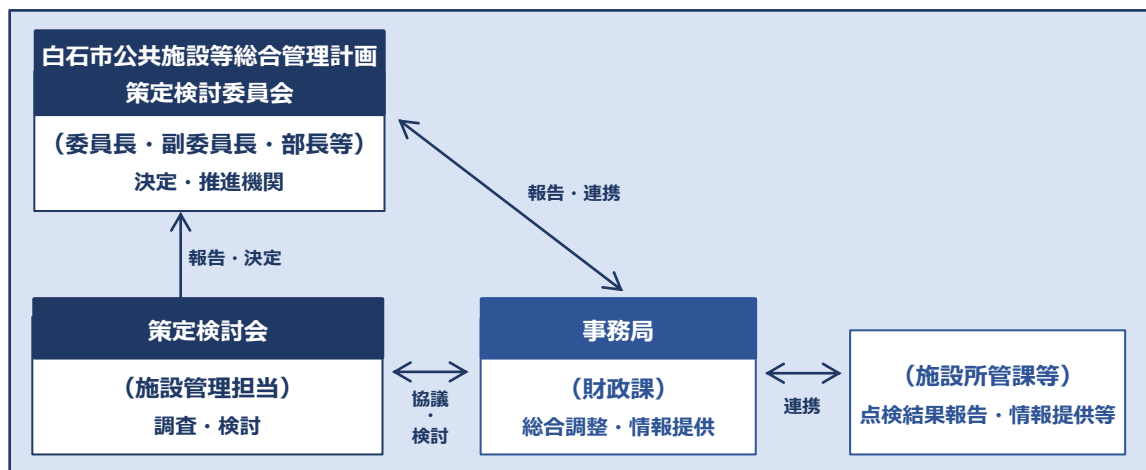 白石市公共施設等総合管理計画
策定検討委員会
（委員長・副委員長・部長等）
決定・推進機関
報告・連携
報告・決定
策定検討会
（施設管理担当）
調査・検討
協議
・
検討
事務局
（財政課）
総合調整・情報提供
連携
（施設所管課等）
点検結果報告・情報提供等